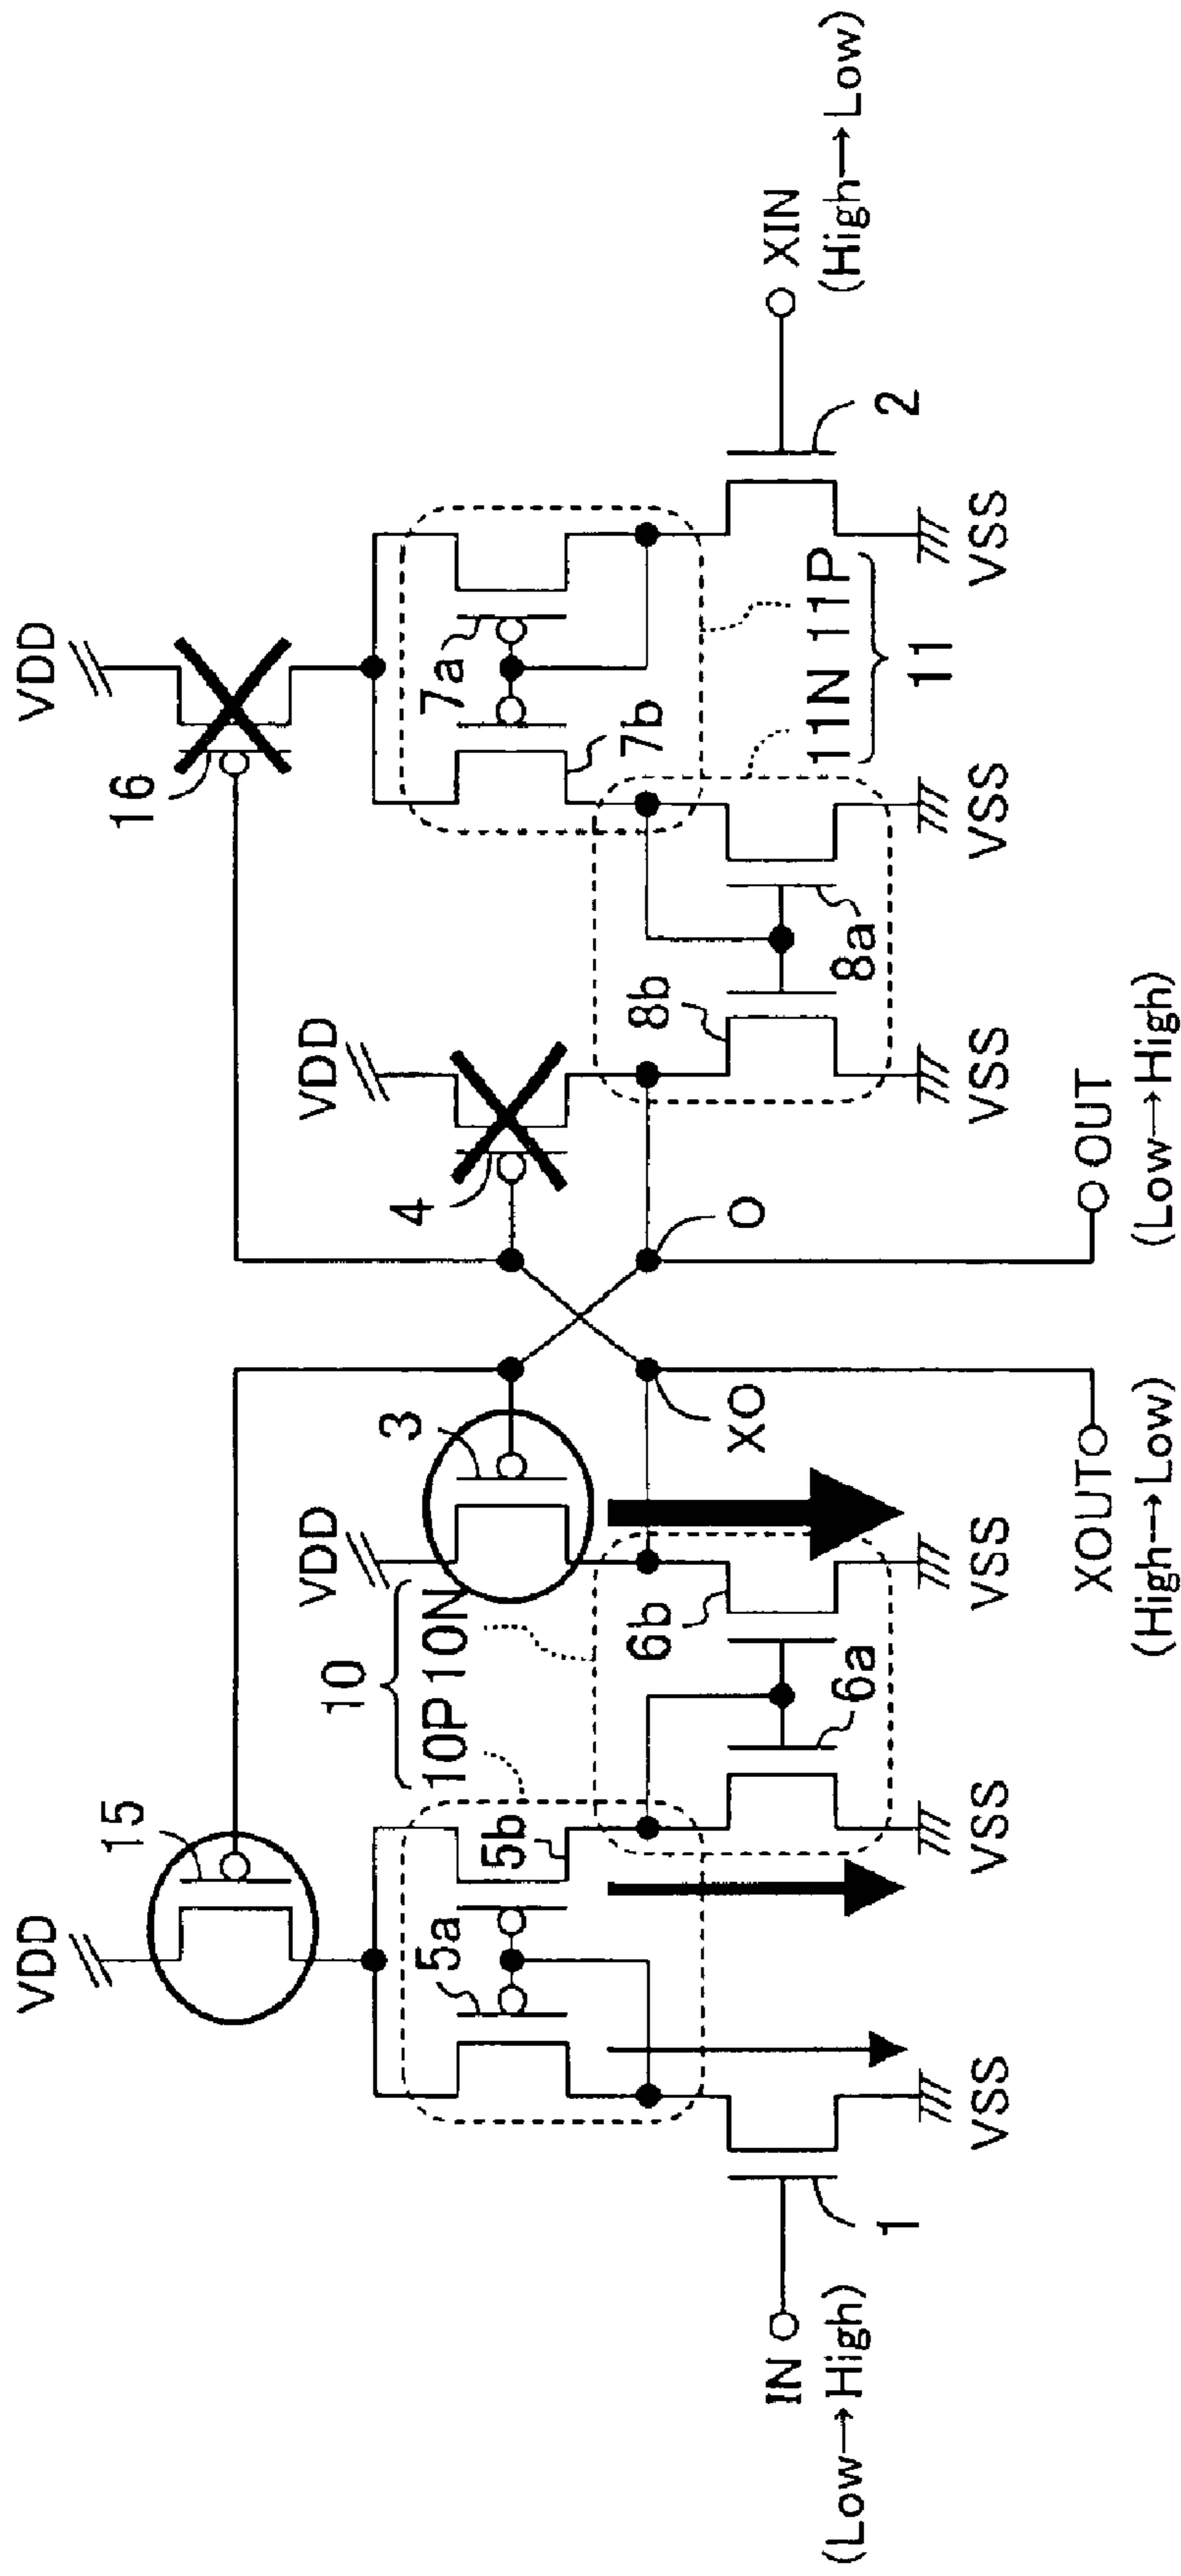 VDD
VDD
15
16
VDD
VDD
10
10P 10N
3
4
5a
5b
7a
7b
6b
8b
XO
O
IN
(Low→High)
1
6a
8a
11N 11P
11
2
XIN
(High→Low)
VSS
VSS
VSS
VSS
VSS
VSS
XOUT
(High→Low)
OUT
(Low→High)